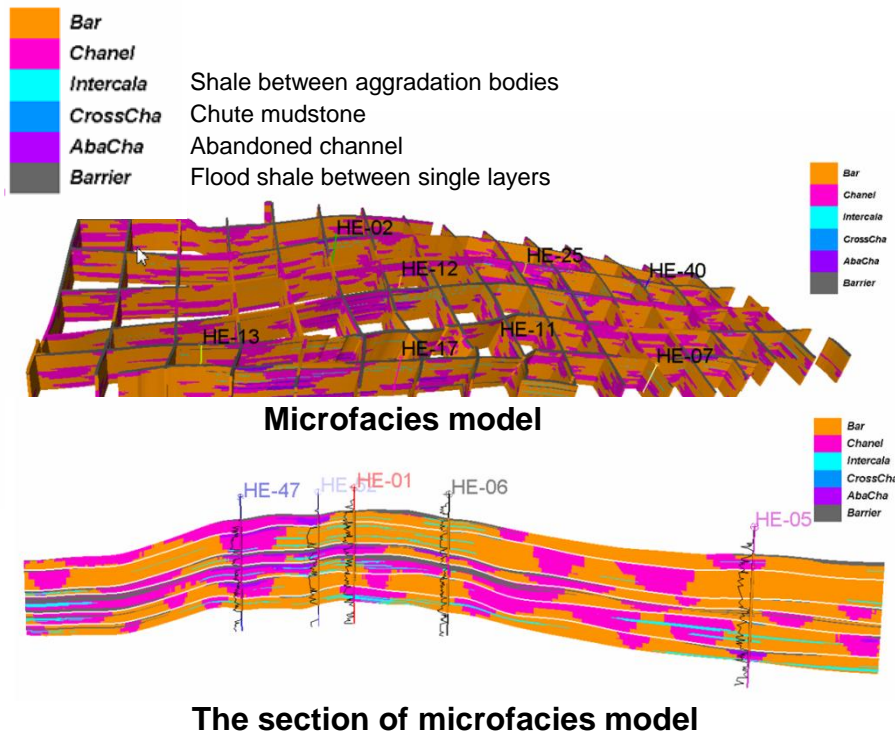 Bar
Chanel
Intercala Shale between aggradation bodies
CrossCha Chute mudstone
AbaCha Abandoned channel
Barrier Flood shale between single layers
Bar
Chanel
Intercala
CrossCha
AbaCha
Barrier
HE-02
HE-25
HE-12
HE-40
HE-13
HE-11
HE-17
HE-07
Microfacies model
Bar
Chanel
Intercala
CrossCha
AbaCha
Barrier
HE-47
HE-01
HE-06
HE-05
The section of microfacies model